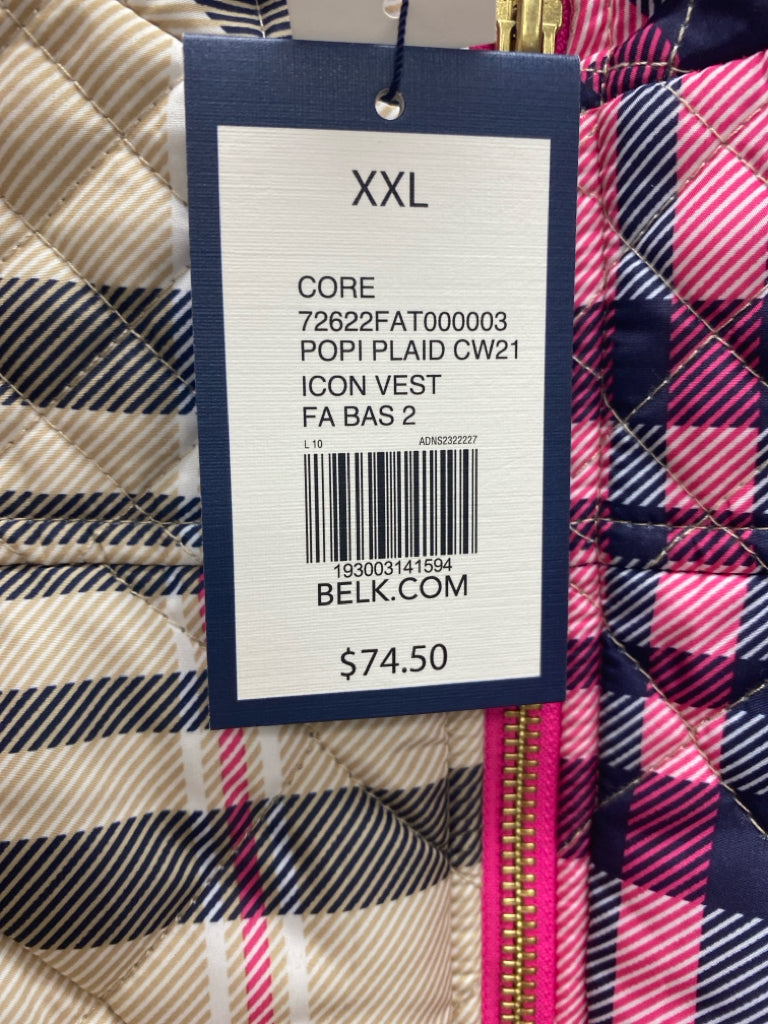 XXL
CORE
72622FAT000003
POPI PLAID CW21
ICON VEST
FA BAS 2
L 10 ADNS2322227
193003141594
BELK.COM
$74.50